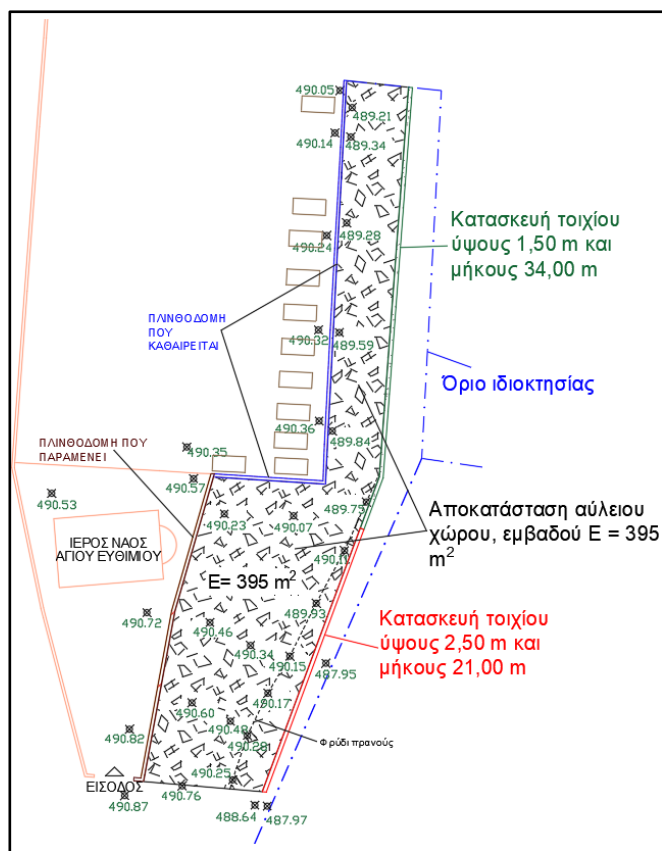 490.05
489.21
490.14
489.34
Κατασκευή τοιχίου
ύψους 1,50 m και
μήκους 34,00 m
490.24
489.28
ΠΛΙΝΘΟΔΟΜΗ
ΠΟΥ
ΚΑΘΑΙΡΕΙΤΑΙ
490.32
489.59
Όριο ιδιοκτησίας
490.36
489.84
ΠΛΙΝΘΟΔΟΜΗ ΠΟΥ
ΠΑΡΑΜΕΝΕΙ
490.35
490.57
490.53
490.23
490.07
489.75
Αποκατάσταση αύλειου
χώρου, εμβαδού Ε = 395
m²
ΙΕΡΟΣ ΝΑΟΣ
ΑΓΙΟΥ ΕΥΘΙΜΙΟΥ
490.11
Ε= 395 m²
489.93
490.72
490.46
Κατασκευή τοιχίου
ύψους 2,50 m και
μήκους 21,00 m
490.34
490.15
487.95
490.17
490.60
490.48
490.82
490.28
Φρύδι πρανούς
490.25
ΕΙΣΟΔΟΣ
490.87
490.76
488.64
487.97